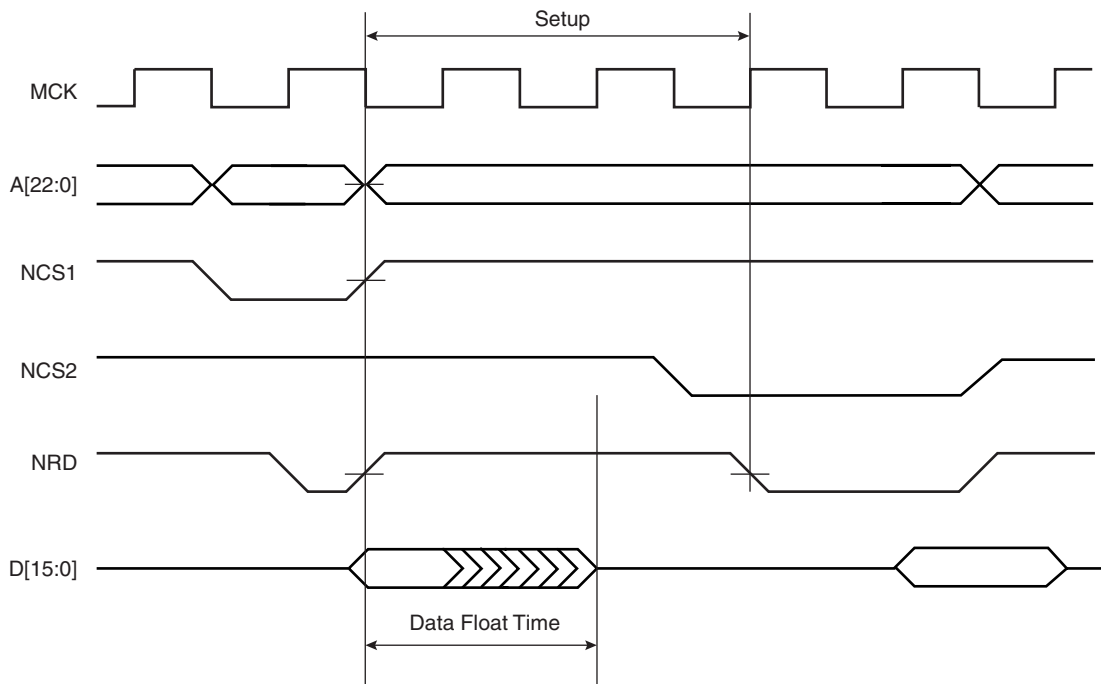 Setup
MCK
A[22:0]
NCS1
NCS2
NRD
D[15:0]
Data Float Time